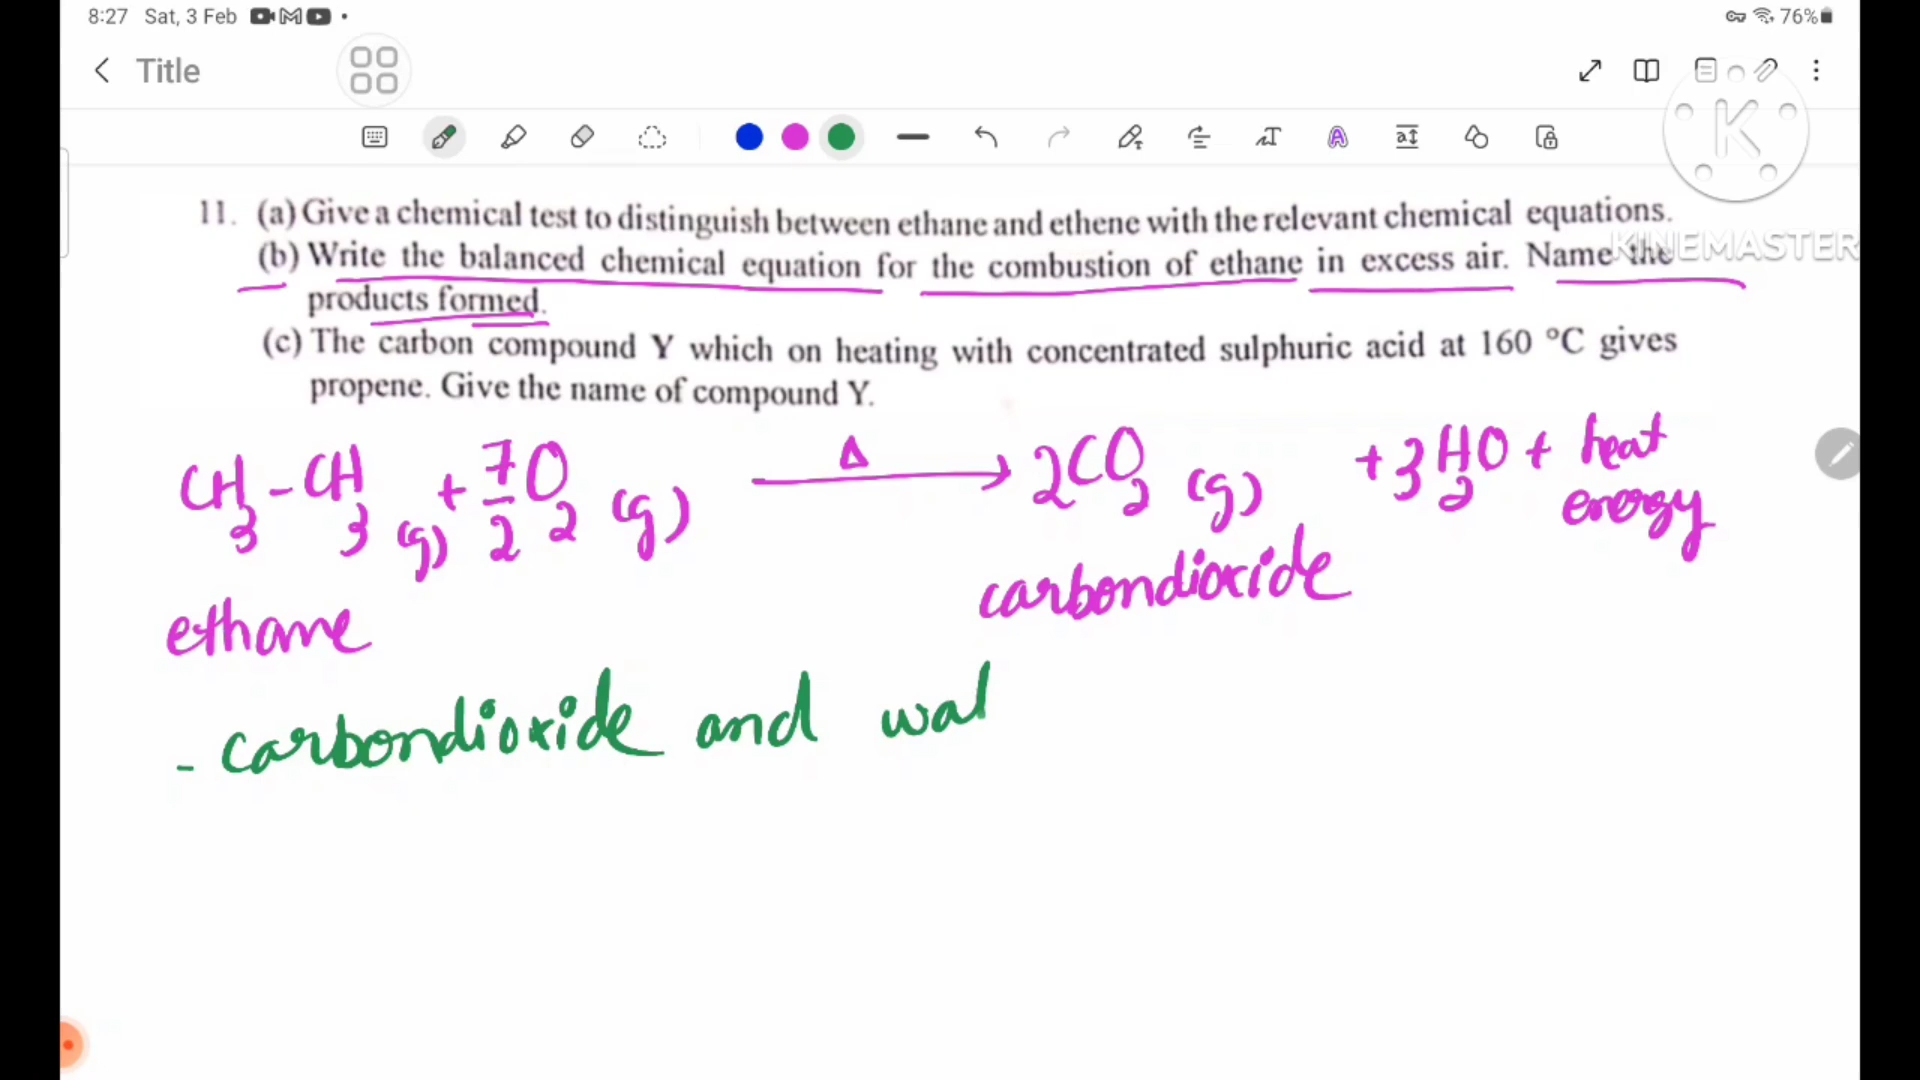 8:27 Sat, 3 Feb 76%
Title
K
KINEMASTER
11. (a) Give a chemical test to distinguish between ethane and ethene with the relevant chemical equations.
(b) Write the balanced chemical equation for the combustion of ethane in excess air. Name the
products formed.
(c) The carbon compound Y which on heating with concentrated sulphuric acid at 160 °C gives
propene. Give the name of compound Y.
CH3-CH3 (g) + 7/2 O2 (g) —Δ→ 2CO2 (g) + 3H2O + heat
energy
ethane carbondioxide
- carbondioxide and wat